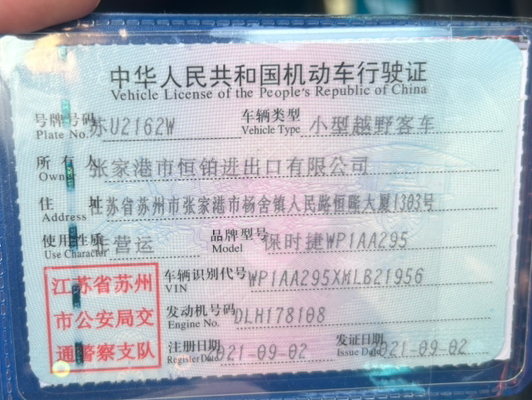 中华人民共和国机动车行驶证
Vehicle License of the People's Republic of China
号牌号码 苏U2162W 车辆类型 小型越野客车
Plate No. Vehicle Type
所有人 张家港市恒铂进出口有限公司
Owner
住址 江苏省苏州市张家港市杨舍镇人民路恒隆大厦1303号
Address
使用性质 非营运 品牌型号 保时捷WP1AA295
Use Character Model
江苏省苏州
市公安局交
通警察支队
车辆识别代号 WP1AA295XMLB21956
VIN
发动机号码 DLH178108
Engine No.
注册日期 2021-09-02 发证日期 2021-09-02
Register Date Issue Date